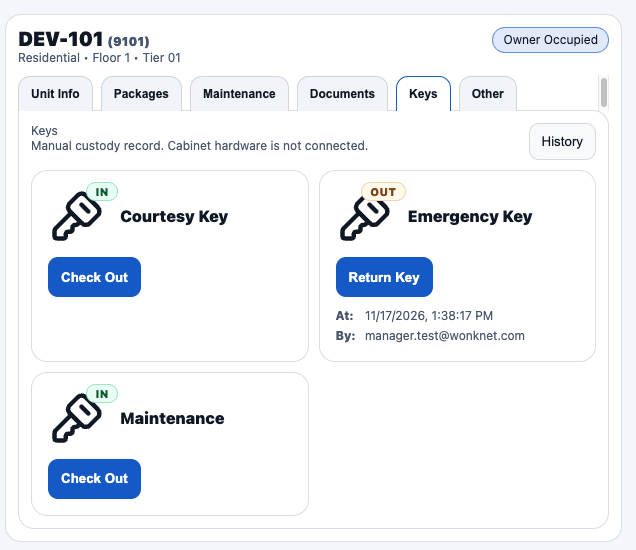 DEV-101 (9101)
Owner Occupied
Residential • Floor 1 • Tier 01
Unit Info
Packages
Maintenance
Documents
Keys
Other
Keys
Manual custody record. Cabinet hardware is not connected.
History
IN
Courtesy Key
Check Out
OUT
Emergency Key
Return Key
At: 11/17/2026, 1:38:17 PM
By: manager.test@wonknet.com
IN
Maintenance
Check Out